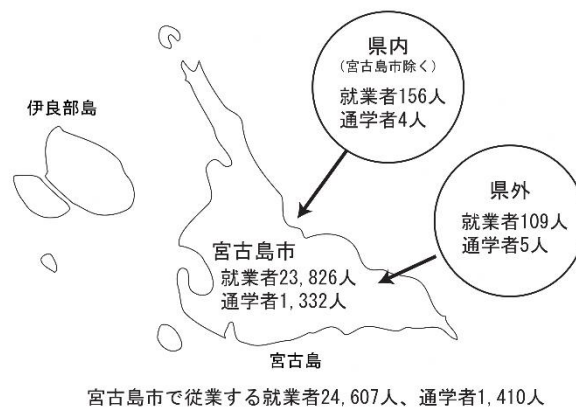 県内
(宮古島市除く)
就業者156人
通学者4人
伊良部島
県外
就業者109人
通学者5人
宮古島市
就業者23,826人
通学者1,332人
宮古島
宮古島市で従業する就業者24,607人、通学者1,410人